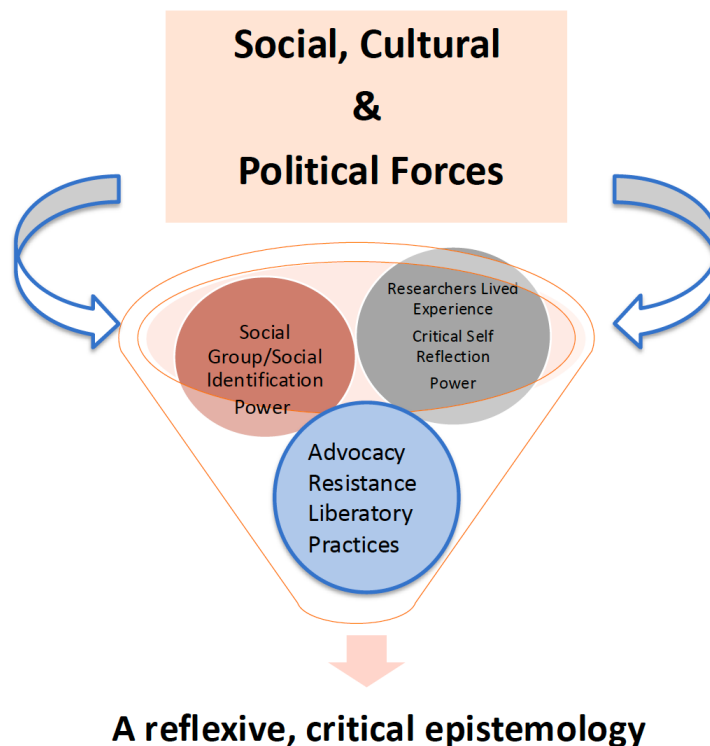 Social, Cultural
&
Political Forces
Social
Group/Social
Identification
Power
Researchers Lived
Experience
Critical Self
Reflection
Power
Advocacy
Resistance
Liberatory
Practices
A reflexive, critical epistemology